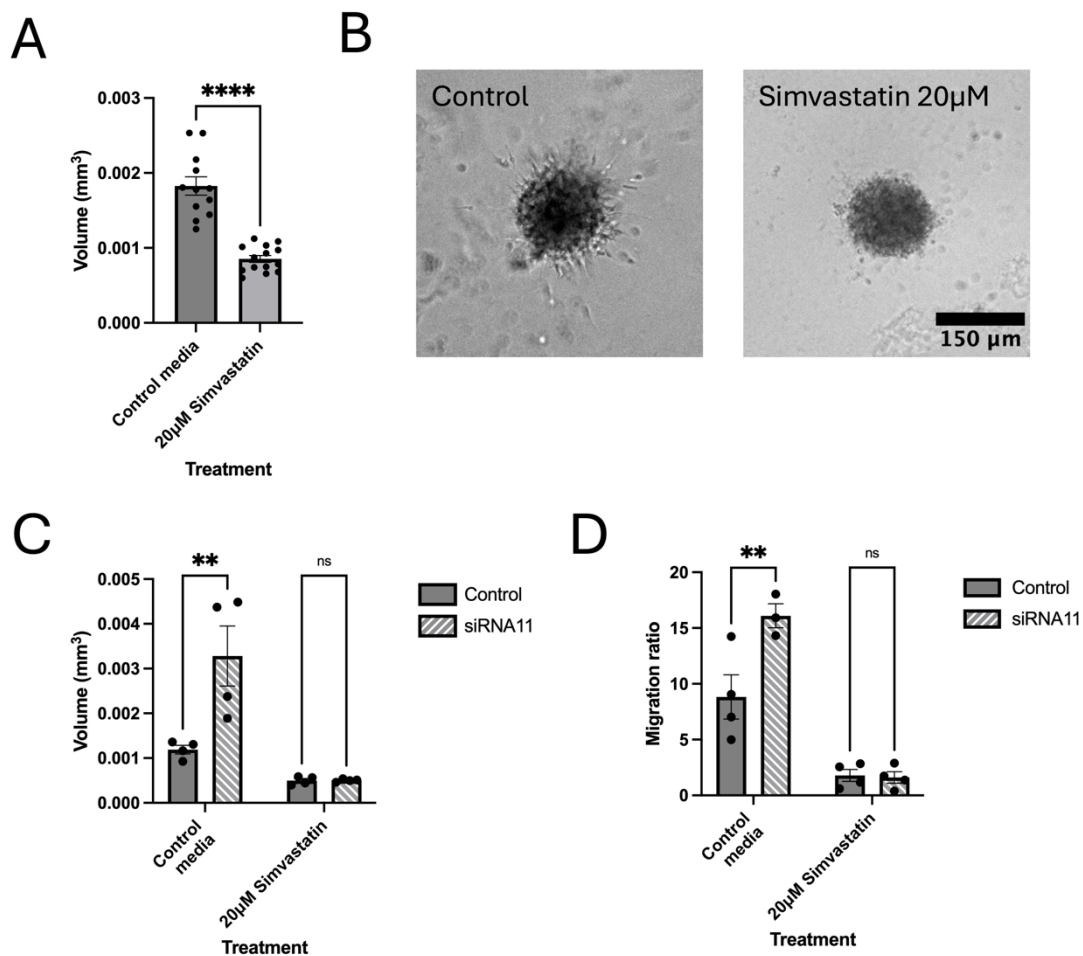 A
0.003
0.002
0.001
0.000
Volume (mm³)
****
Control media
20µM Simvastatin
Treatment
B
Control
Simvastatin 20µM
150 µm
C
0.005
0.004
0.003
0.002
0.001
0.000
Volume (mm³)
**
ns
Control
siRNA11
Control
media
20µM Simvastatin
Treatment
D
20
15
10
5
0
Migration ratio
**
ns
Control
siRNA11
Control
media
20µM Simvastatin
Treatment